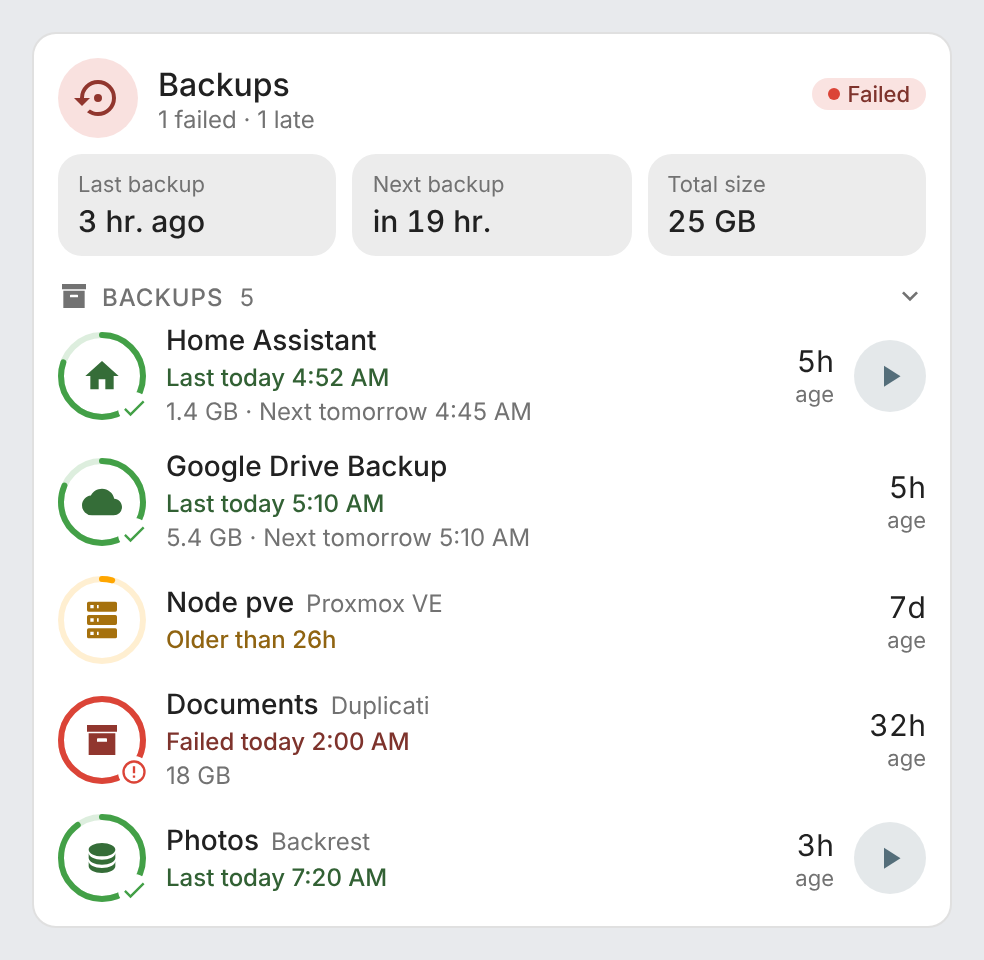 Backups
1 failed · 1 late
Failed
Last backup
3 hr. ago
Next backup
in 19 hr.
Total size
25 GB
BACKUPS 5
Home Assistant
Last today 4:52 AM
1.4 GB · Next tomorrow 4:45 AM
5h
age
Google Drive Backup
Last today 5:10 AM
5.4 GB · Next tomorrow 5:10 AM
5h
age
Node pve Proxmox VE
Older than 26h
7d
age
Documents Duplicati
Failed today 2:00 AM
18 GB
32h
age
Photos Backrest
Last today 7:20 AM
3h
age